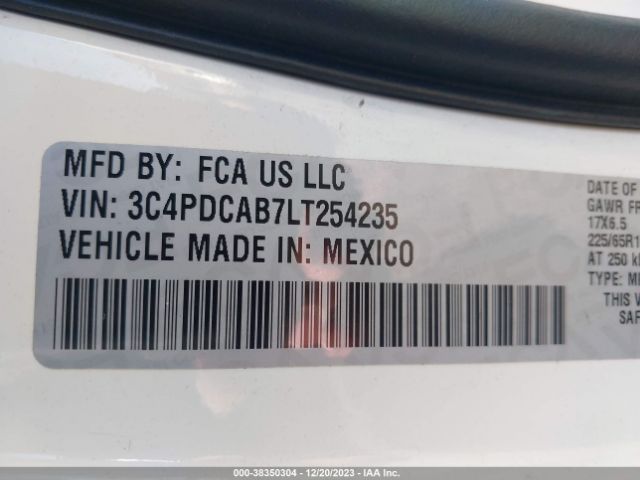 MFD BY: FCA US LLC
VIN: 3C4PDCAB7LT254235
VEHICLE MADE IN: MEXICO
DATE OF
GAWR FR
17X6.5
225/65R1
AT 250 k
TYPE: M
THIS V
SAF
000-38350304 | 12/20/2023 - IAA Inc.